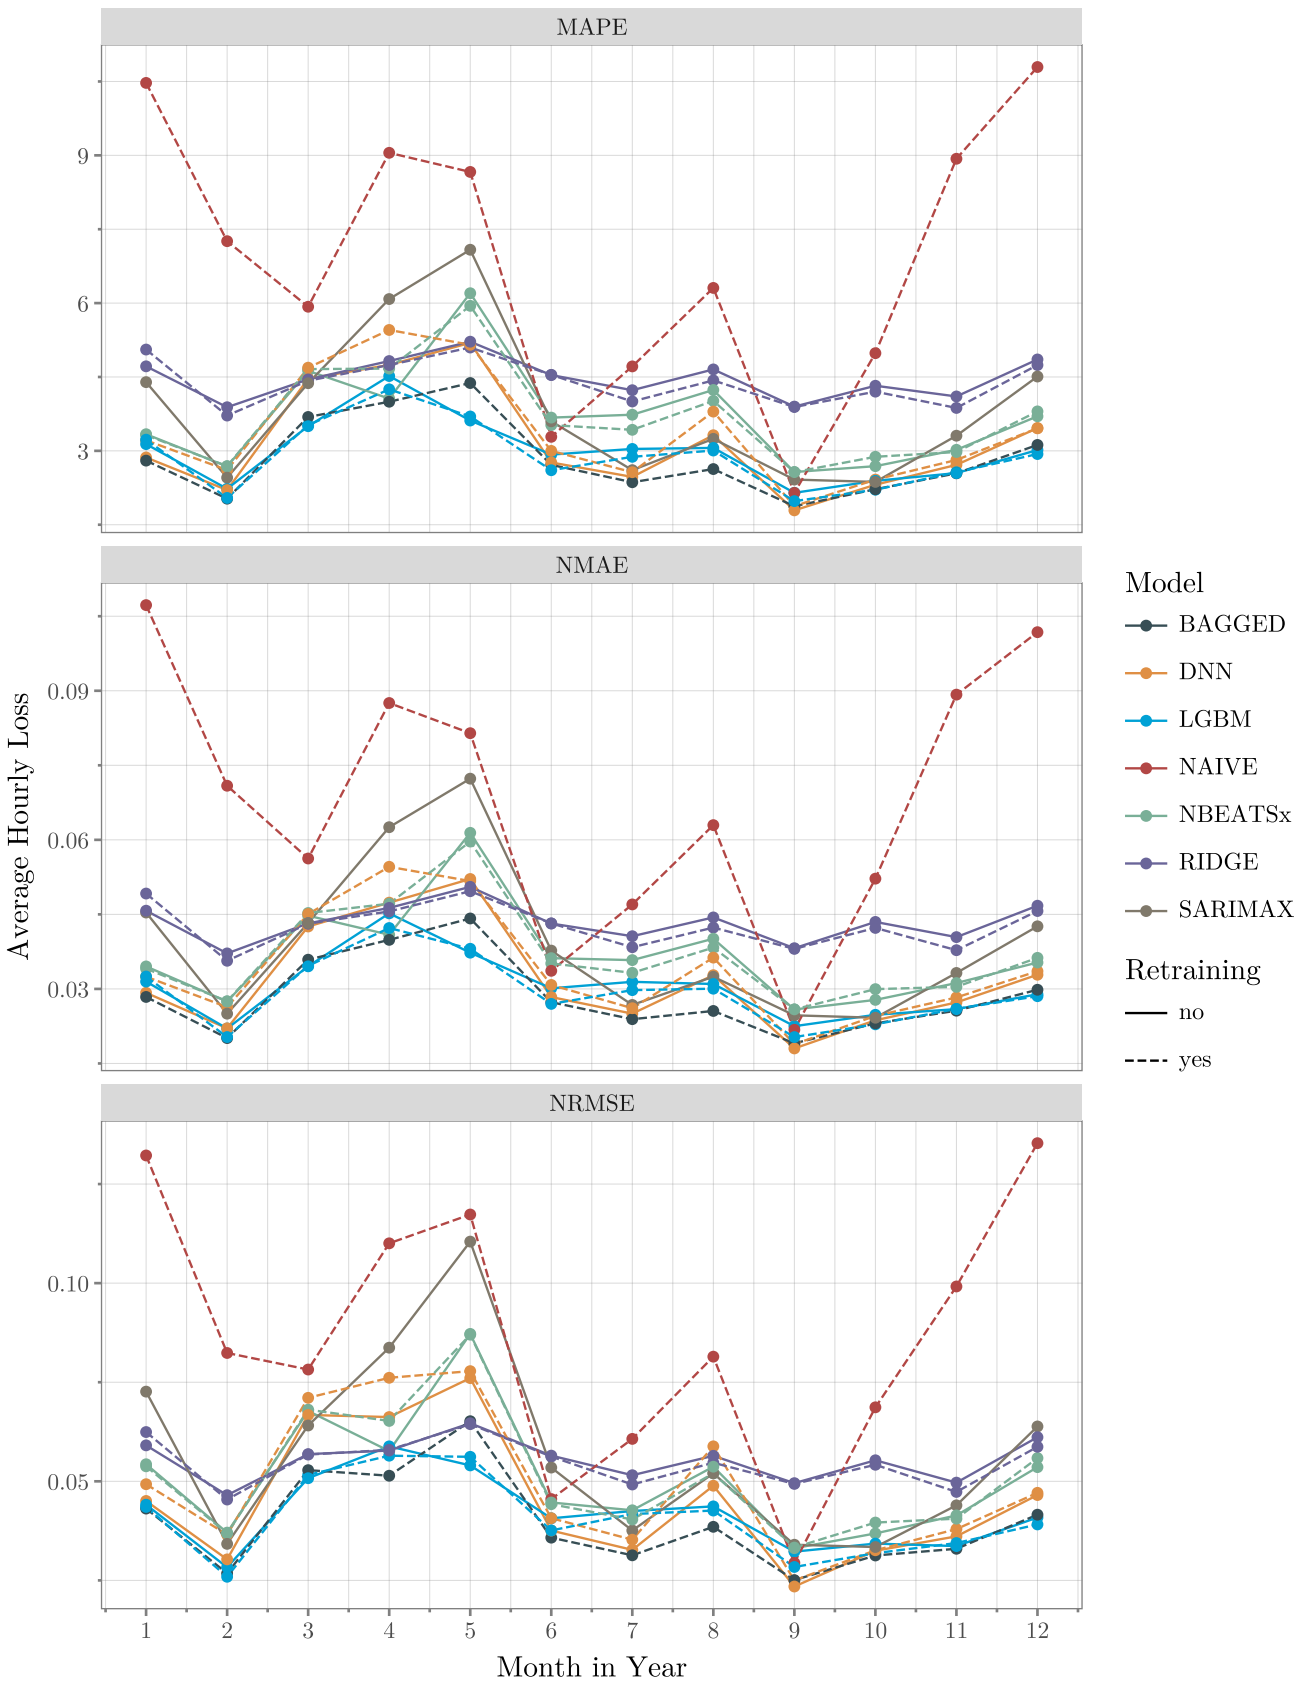 MAPE
9
6
3
NMAE
0.09
0.06
0.03
NRMSE
0.10
0.05
1 2 3 4 5 6 7 8 9 10 11 12
Month in Year
Average Hourly Loss
Model
BAGGED
DNN
LGBM
NAIVE
NBEATSx
RIDGE
SARIMAX
Retraining
no
yes